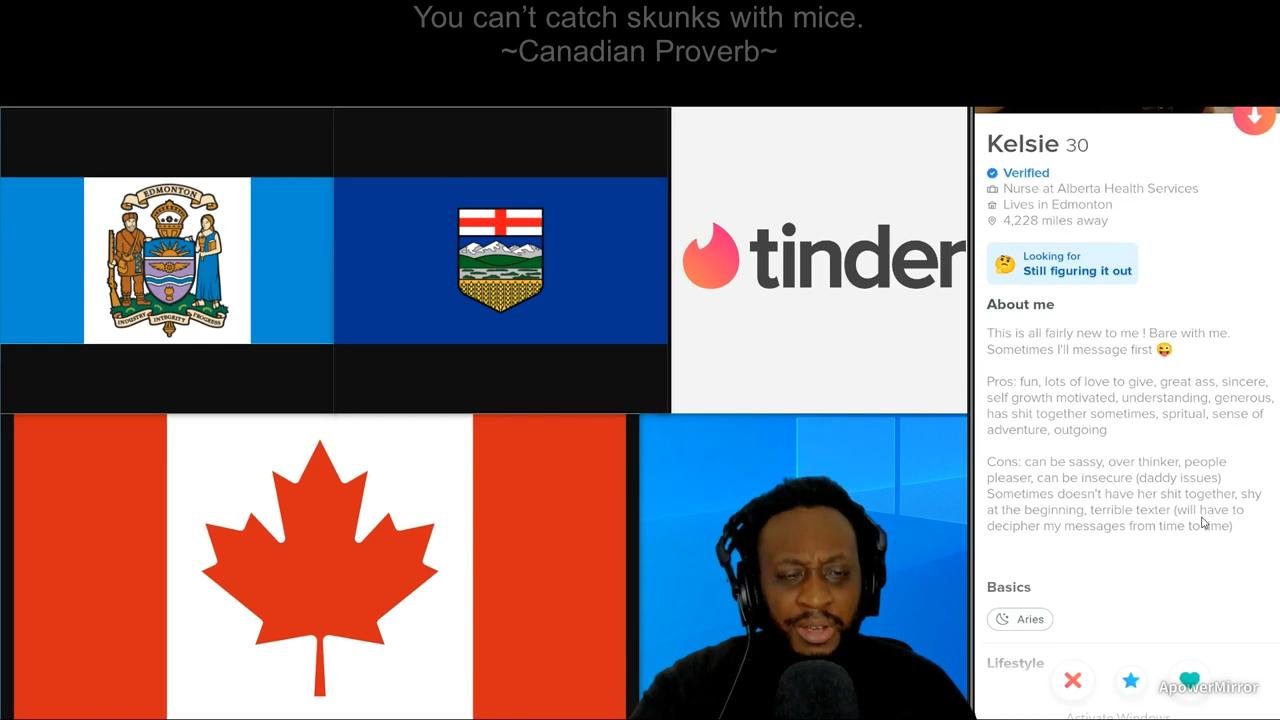 You can’t catch skunks with mice.
~Canadian Proverb~
EDMONTON
INDUSTRY INTEGRITY PROGRESS
tinder
Kelsie 30
Verified
Nurse at Alberta Health Services
Lives in Edmonton
4,228 miles away
Looking for
Still figuring it out
About me
This is all fairly new to me ! Bare with me.
Sometimes I'll message first 😜
Pros: fun, lots of love to give, great ass, sincere,
self growth motivated, understanding, generous,
has shit together sometimes, spritual, sense of
adventure, outgoing
Cons: can be sassy, over thinker, people
pleaser, can be insecure (daddy issues)
Sometimes doesn't have her shit together, shy
at the beginning, terrible texter (will have to
decipher my messages from time to time)
Basics
Aries
Lifestyle
ApowerMirror
Activate Windows